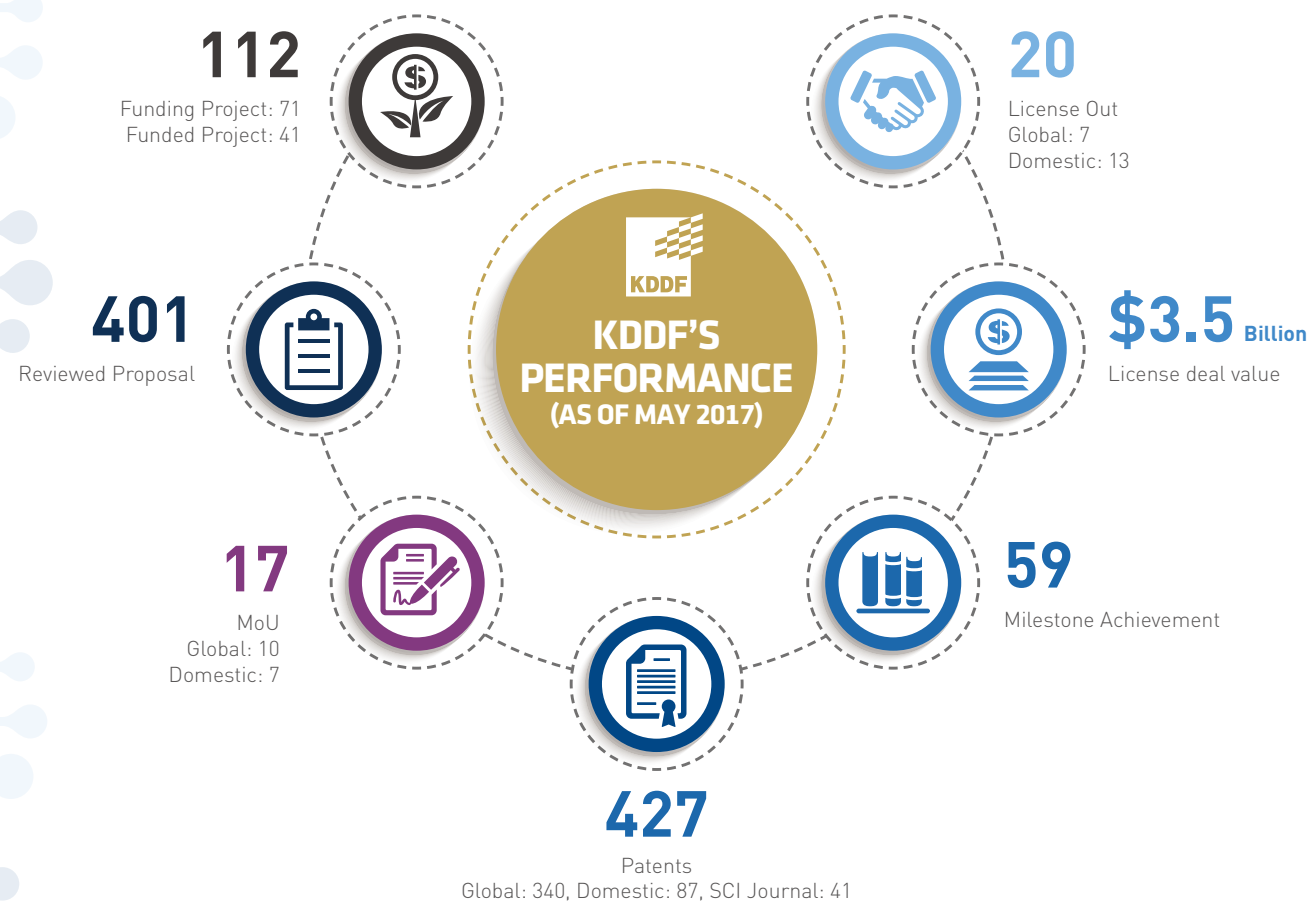 112
Funding Project: 71
Funded Project: 41
20
License Out
Global: 7
Domestic: 13
KDDF
KDDF'S
PERFORMANCE
(AS OF MAY 2017)
401
Reviewed Proposal
$3.5 Billion
License deal value
17
MoU
Global: 10
Domestic: 7
59
Milestone Achievement
427
Patents
Global: 340, Domestic: 87, SCI Journal: 41